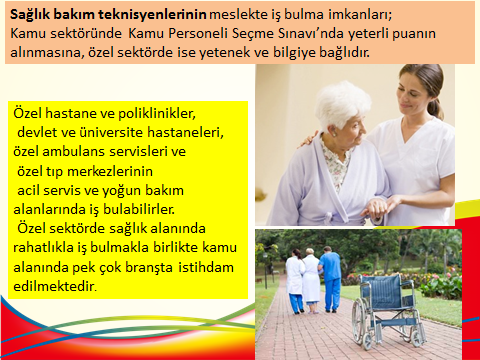 Sağlık bakım teknisyenlerinin meslekte iş bulma imkanları;
Kamu sektöründe Kamu Personeli Seçme Sınavı’nda yeterli puanın
alınmasına, özel sektörde ise yetenek ve bilgiye bağlıdır.
Özel hastane ve poliklinikler,
devlet ve üniversite hastaneleri,
özel ambulans servisleri ve
özel tıp merkezlerinin
acil servis ve yoğun bakım
alanlarında iş bulabilirler.
Özel sektörde sağlık alanında
rahatlıkla iş bulmakla birlikte kamu
alanında pek çok branşta istihdam
edilmektedir.